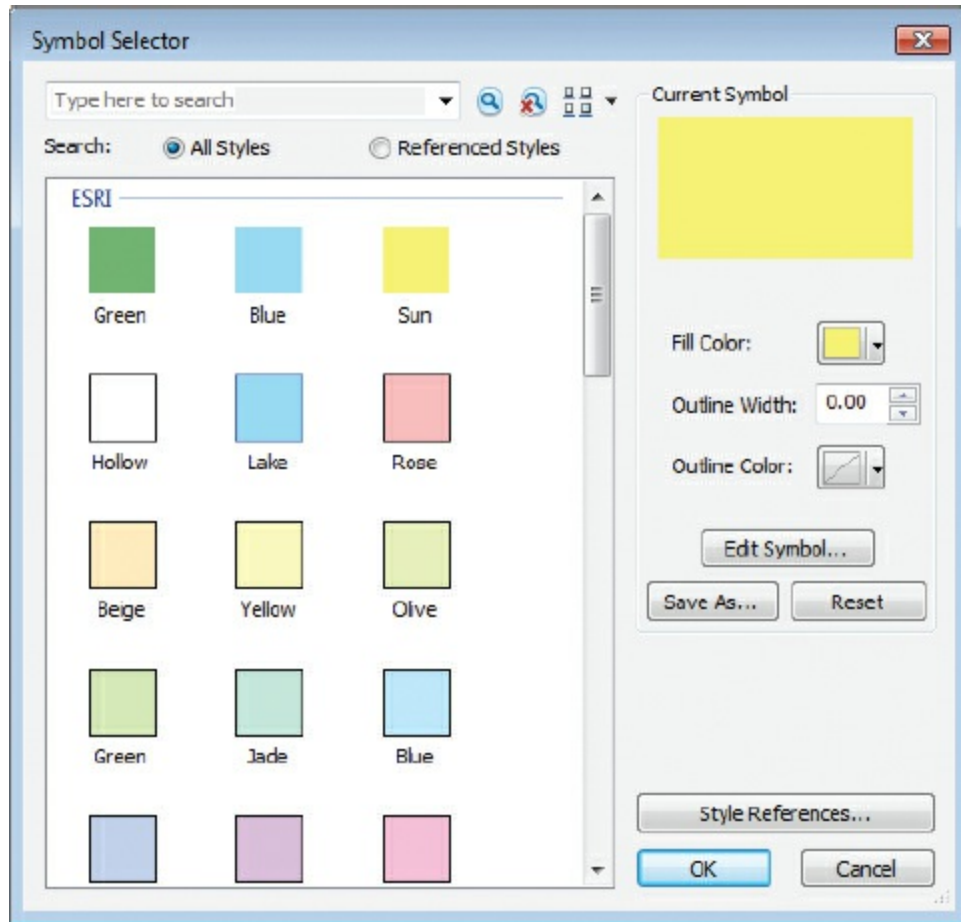 Symbol Selector
Type here to search
Current Symbol
Search: All Styles Referenced Styles
ESRI
Green Blue Sun
Fill Color:
Outline Width: 0.00
Hollow Lake Rose
Outline Color:
Edit Symbol...
Beige Yellow Olive
Save As... Reset
Green Jade Blue
Style References...
OK Cancel